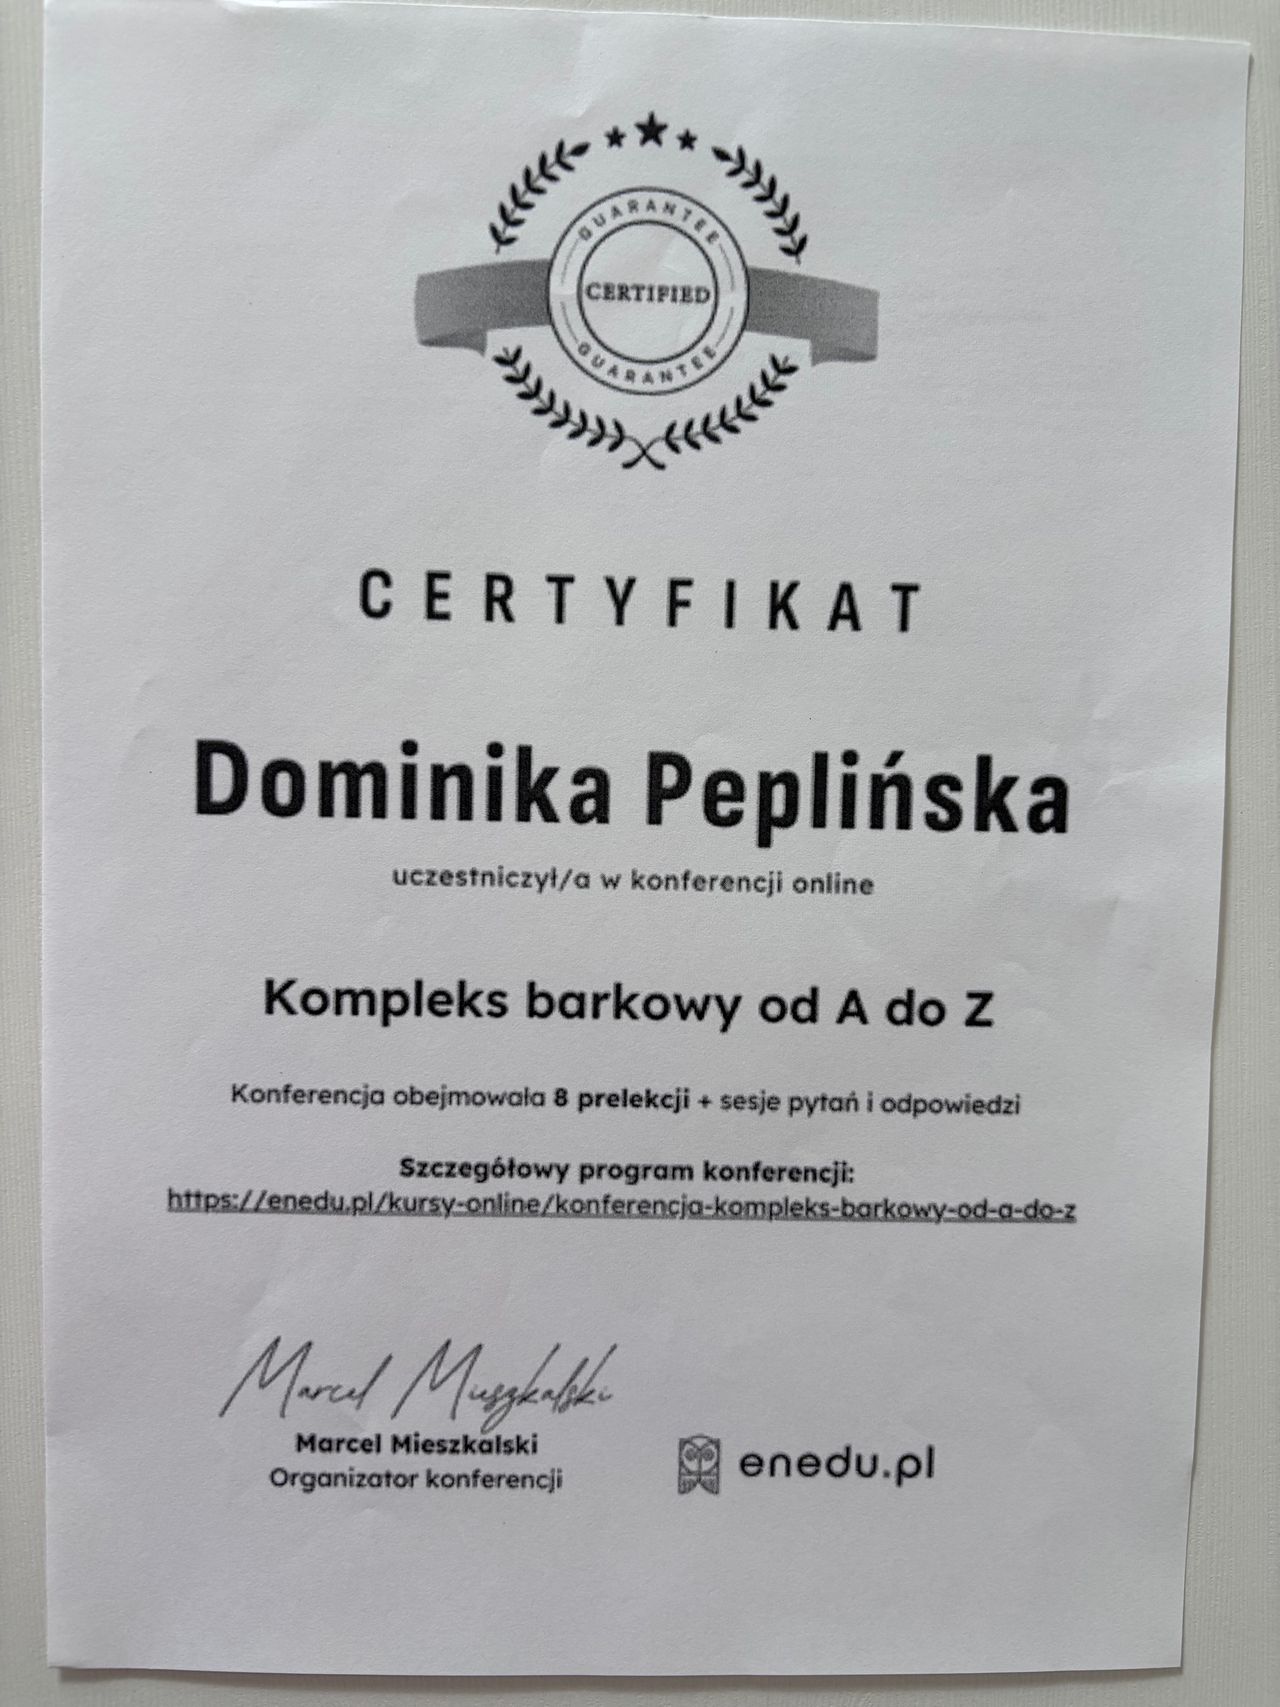 GUARANTEE
CERTIFIED
GUARANTEE
CERTYFIKAT
Dominika Peplińska
uczestniczył/a w konferencji online
Kompleks barkowy od A do Z
Konferencja obejmowała 8 prelekcji + sesje pytań i odpowiedzi
Szczegółowy program konferencji:
https://enedu.pl/kursy-online/konferencja-kompleks-barkowy-od-a-do-z
Marcel Mieszkalski
Marcel Mieszkalski
Organizator konferencji
enedu.pl